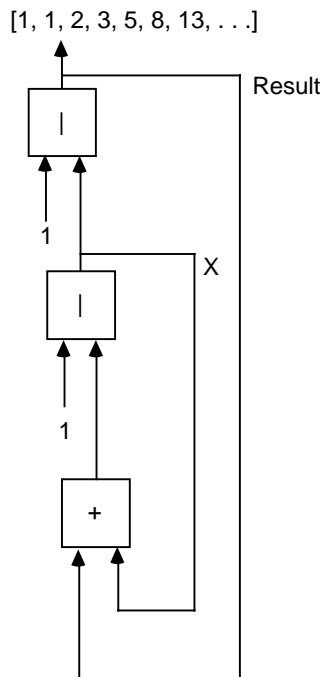 [1, 1, 2, 3, 5, 8, 13, . . .]
Result
|
1
X
|
1
+